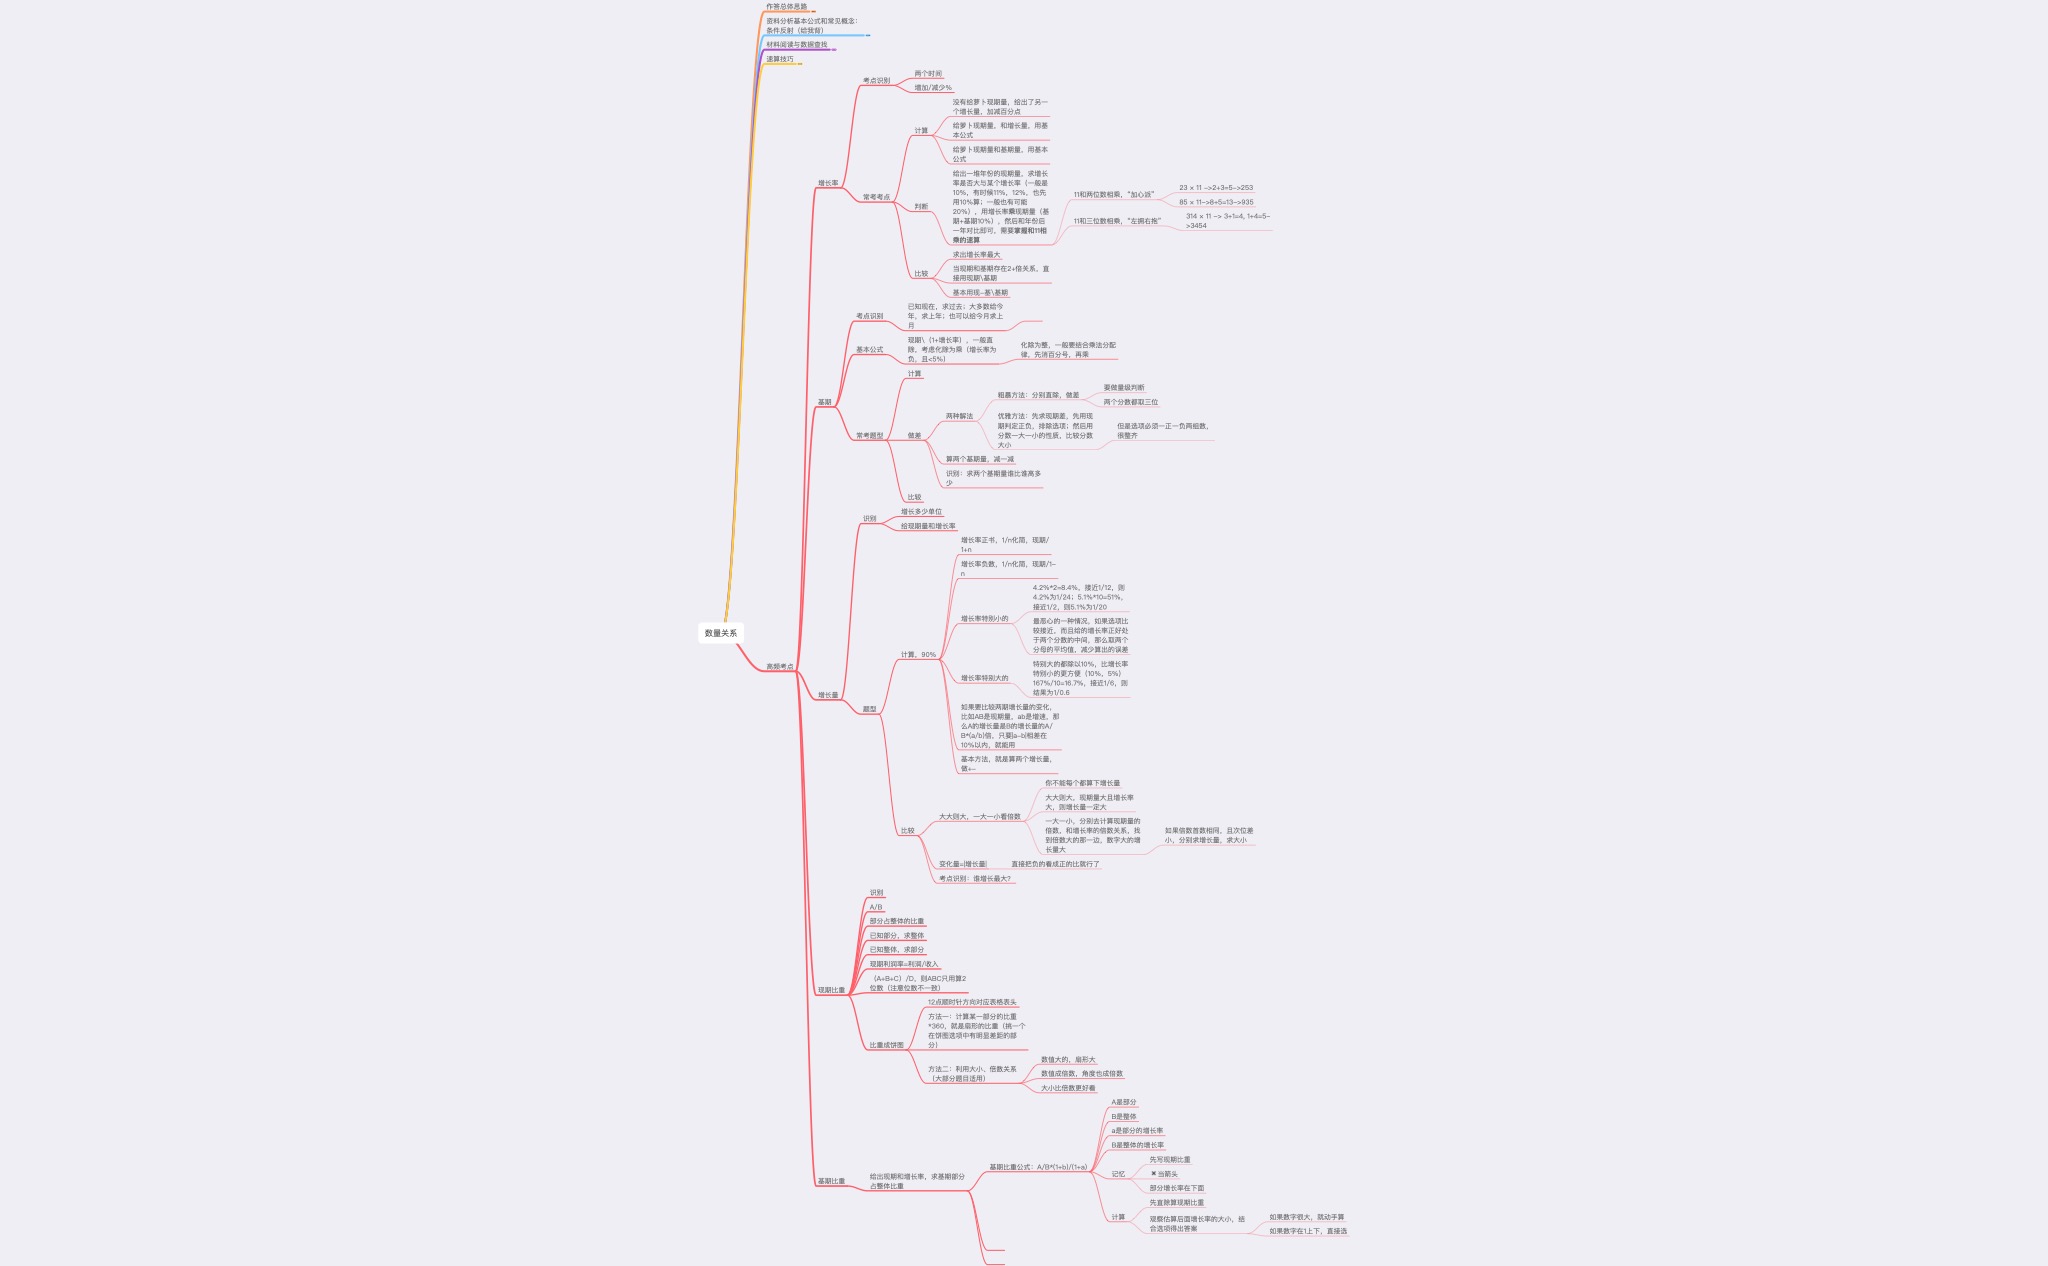 作答总体思路
资料分析基本公式和常见概念：
条件反射（给我背）
材料阅读与数据查找
速算技巧
数量关系
高频考点
增长率
考点识别
两个时间
增加/减少%
常考考点
计算
没有给萝卜现期量，给出了另一
个增长量，加减百分点
给萝卜现期量，和增长量，用基
本公式
给萝卜现期量和基期量，用基本
公式
判断
给出一堆年份的现期量，求增长
率是否大与某个增长率（一般是
10%，有时候11%，12%，也先
用10%算；一般也有可能
20%），用增长率乘现期量（基
期+基期10%），然后和年份后
一年对比即可，需要掌握和11相
乘的速算
11和两位数相乘，“加心法”
23 × 11 ->2+3=5->253
85 × 11->8+5=13->935
11和三位数相乘，“左拥右抱”
314 × 11 -> 3+1=4, 1+4=5-
>3454
比较
求出增长率最大
当现期和基期存在2+倍关系，直
接用现期\基期
基本用现-基\基期
基期
考点识别
已知现在，求过去；大多数给今
年，求上年；也可以给今月求上
月
基本公式
现期\（1+增长率），一般直
除，考虑化除为乘（增长率为
负，且<5%）
化除为整，一般要结合乘法分配
律，先消百分号，再乘
常考题型
计算
做差
两种解法
粗暴方法：分别直除，做差
要做量级判断
两个分数都取三位
优雅方法：先求现期差，先用现
期判定正负，排除选项；然后用
分数一大一小的性质，比较分数
大小
但是选项必须一正一负两组数，
很整齐
算两个基期量，减一减
识别：求两个基期量谁比谁高多
少
比较
增长量
识别
增长多少单位
给现期量和增长率
题型
计算，90%
增长率正书，1/n化简，现期/
1+n
增长率负数，1/n化简，现期/1-
n
增长率特别小的
4.2%*2=8.4%，接近1/12，则
4.2%为1/24；5.1%*10=51%，
接近1/2，则5.1%为1/20
最恶心的一种情况，如果选项比
较接近，而且给的增长率正好处
于两个分数的中间，那么取两个
分母的平均值，减少算出的误差
增长率特别大的
特别大的都除以10%，比增长率
特别小的更方便（10%，5%）
167%/10=16.7%，接近1/6，则
结果为1/0.6
如果要比较两期增长量的变化，
比如AB是现期量，ab是增速，那
么A的增长量是B的增长量的A/
B*(a/b)倍，只要|a-b|相差在
10%以内，就能用
基本方法，就是算两个增长量，
做+-
比较
大大则大，一大一小看倍数
你不能每个都算下增长量
大大则大，现期量大且增长率
大，则增长量一定大
一大一小，分别去计算现期量的
倍数，和增长率的倍数关系，找
到倍数大的那一边，数字大的增
长量大
如果倍数首数相同，且次位差
小，分别求增长量，求大小
变化量=|增长量|
直接把负的看成正的比就行了
考点识别：谁增长最大？
现期比重
识别
A/B
部分占整体的比重
已知部分，求整体
已知整体，求部分
现期利润率=利润/收入
（A+B+C）/D，则ABC只用算2
位数（注意位数不一致）
比重成饼图
12点顺时针方向对应表格表头
方法一：计算某一部分的比重
*360，就是扇形的比重（挑一个
在饼图选项中有明显差距的部
分）
方法二：利用大小、倍数关系
（大部分题目适用）
数值大的，扇形大
数值成倍数，角度也成倍数
大小比倍数更好看
基期比重
给出现期和增长率，求基期部分
占整体比重
基期比重公式：A/B*(1+b)/(1+a)
A是部分
B是整体
a是部分的增长率
B是整体的增长率
记忆
先写现期比重
✖当箭头
部分增长率在下面
计算
先直除算现期比重
观察估算后面增长率的大小，结
合选项得出答案
如果数字很大，就动手算
如果数字在1上下，直接选